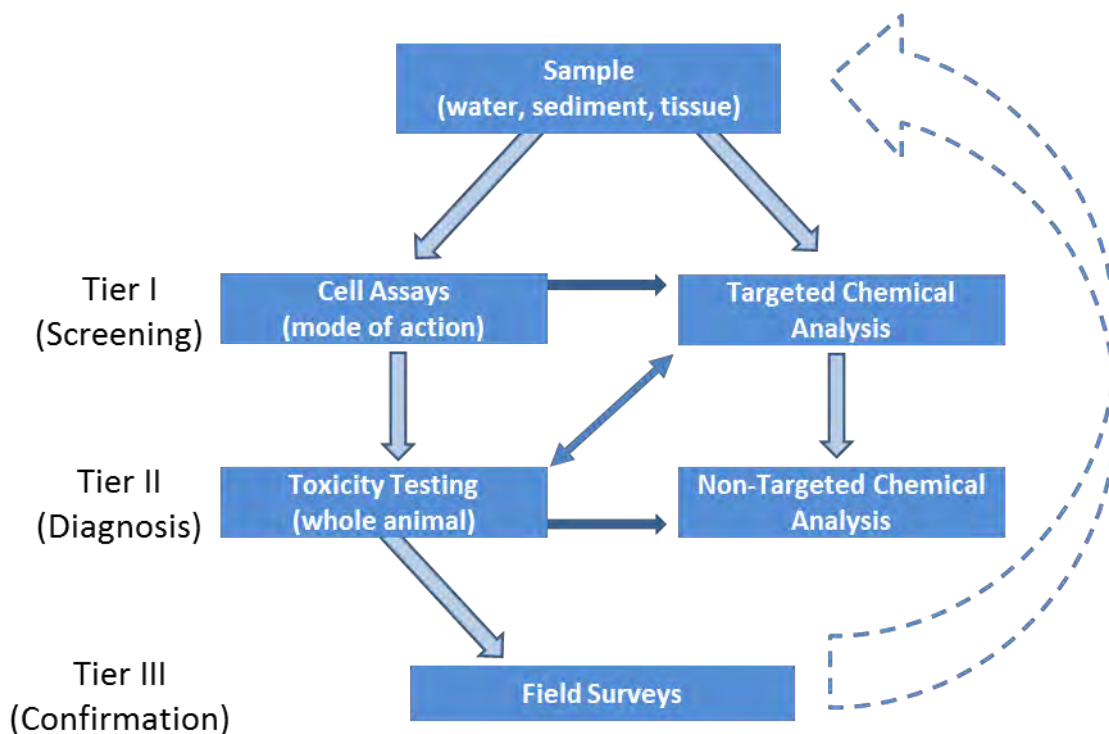 Sample
(water, sediment, tissue)
Tier I
(Screening)
Cell Assays
(mode of action)
Targeted Chemical
Analysis
Tier II
(Diagnosis)
Toxicity Testing
(whole animal)
Non-Targeted Chemical
Analysis
Tier III
(Confirmation)
Field Surveys